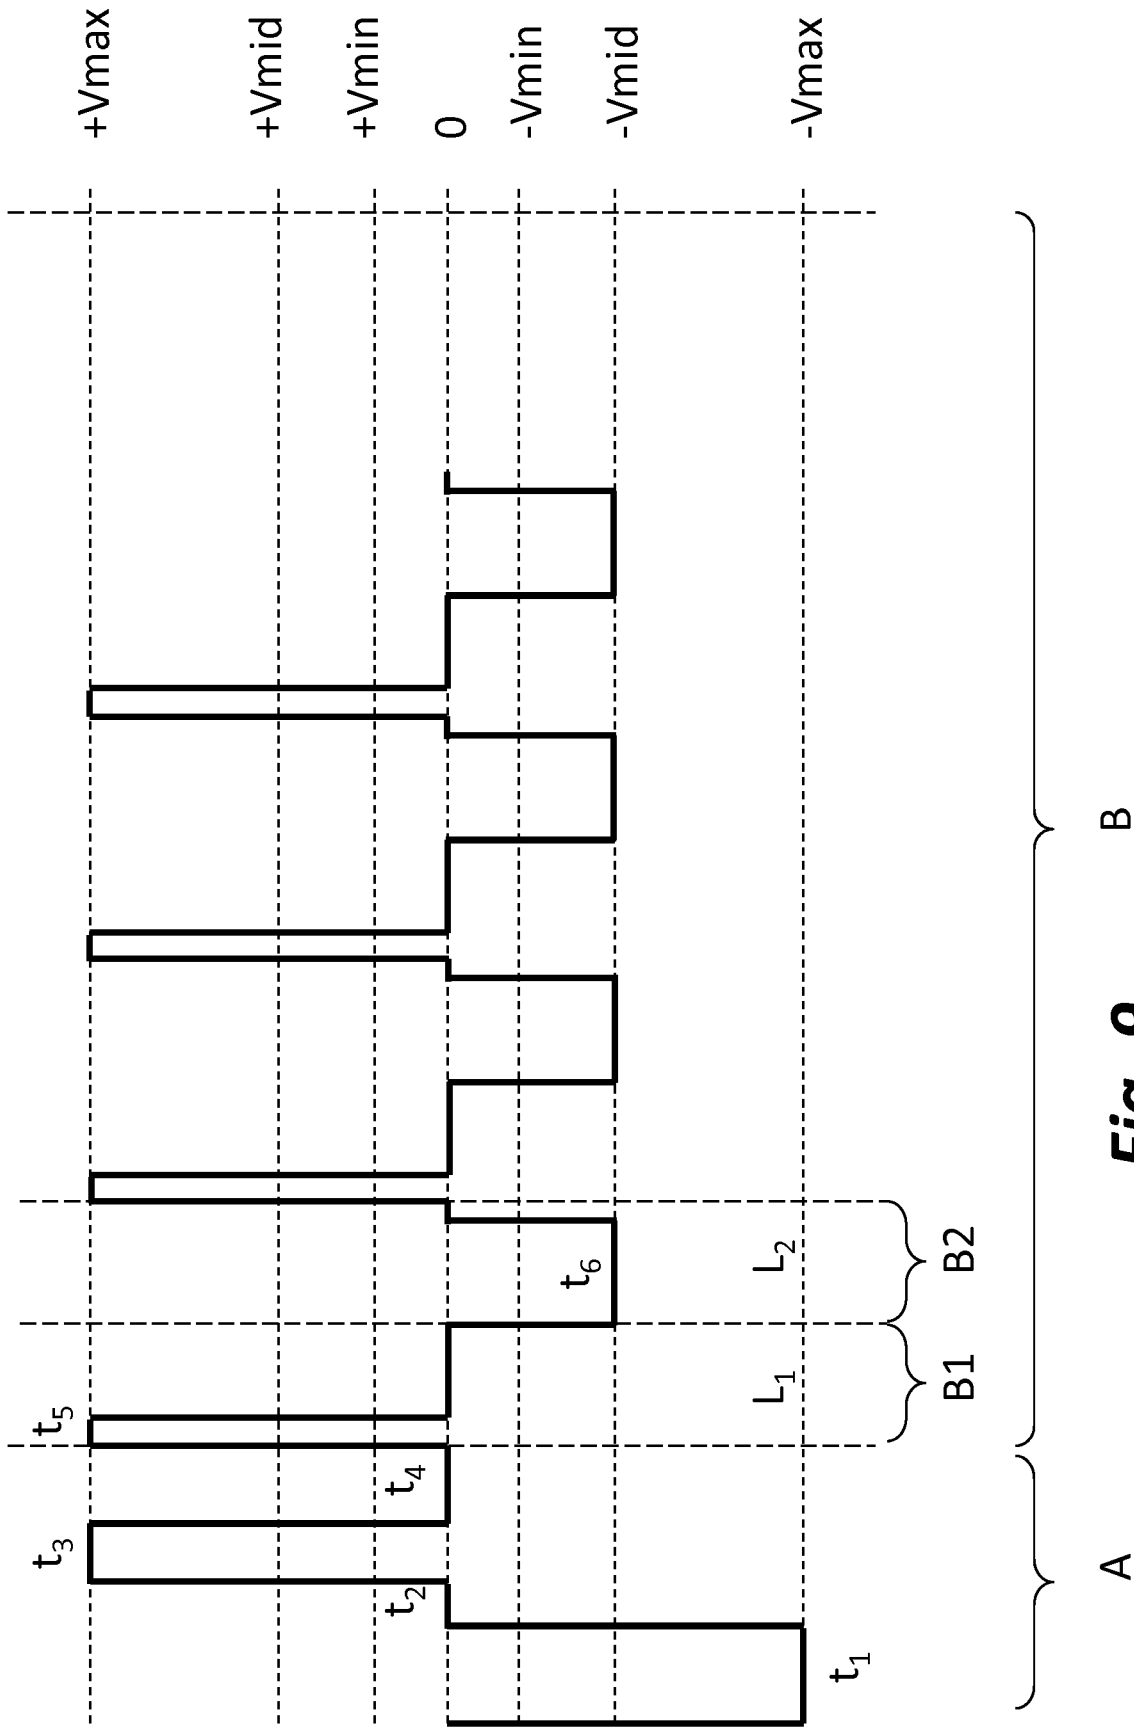 +Vmax
+Vmid
+Vmin
0
-Vmin
-Vmid
-Vmax
t₃
t₅
t₂
t₄
t₆
t₁
L₁
L₂
B1
B2
A
B